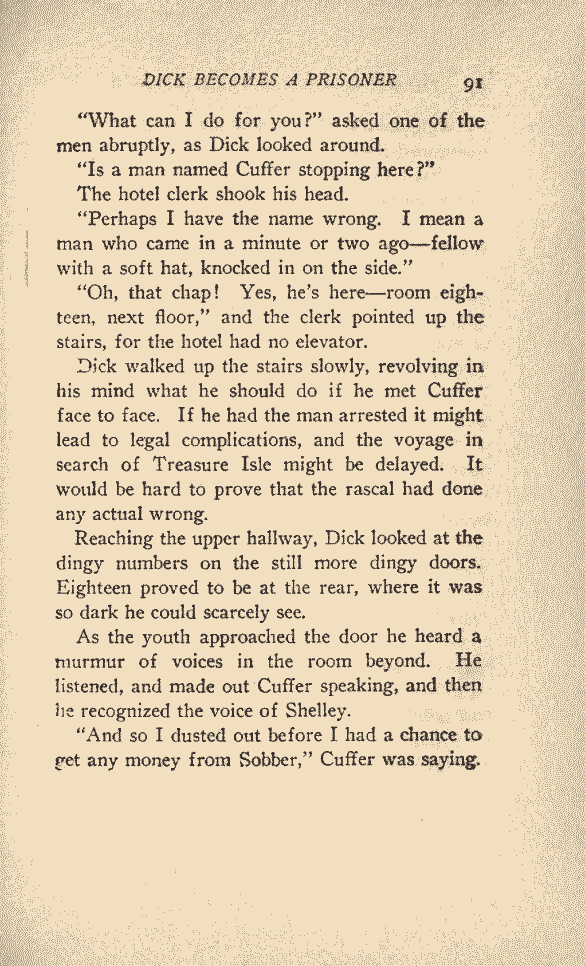 DICK BECOMES A PRISONER 91
"What can I do for you?" asked one of the
men abruptly, as Dick looked around.
"Is a man named Cuffer stopping here?"
The hotel clerk shook his head.
"Perhaps I have the name wrong. I mean a
man who came in a minute or two ago—fellow
with a soft hat, knocked in on the side."
"Oh, that chap! Yes, he's here—room eigh-
teen, next floor," and the clerk pointed up the
stairs, for the hotel had no elevator.
Dick walked up the stairs slowly, revolving in
his mind what he should do if he met Cuffer
face to face. If he had the man arrested it might
lead to legal complications, and the voyage in
search of Treasure Isle might be delayed. It
would be hard to prove that the rascal had done
any actual wrong.
Reaching the upper hallway, Dick looked at the
dingy numbers on the still more dingy doors.
Eighteen proved to be at the rear, where it was
so dark he could scarcely see.
As the youth approached the door he heard a
murmur of voices in the room beyond. He
listened, and made out Cuffer speaking, and then
he recognized the voice of Shelley.
"And so I dusted out before I had a chance to
get any money from Sobber," Cuffer was saying.